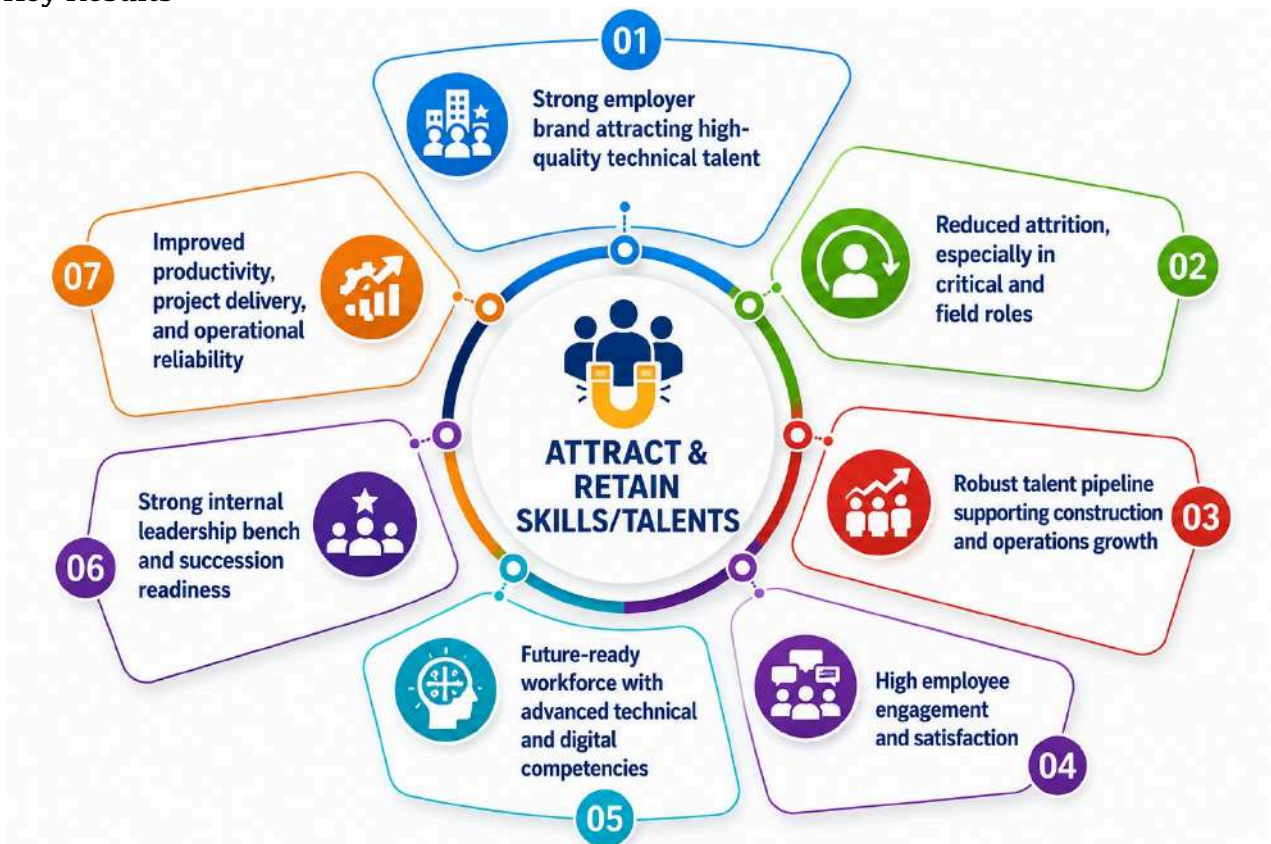 Key Results
01
Strong employer
brand attracting high-
quality technical talent
02
Reduced attrition,
especially in
critical and
field roles
03
Robust talent pipeline
supporting construction
and operations growth
04
High employee
engagement
and satisfaction
05
Future-ready
workforce with
advanced technical
and digital
competencies
06
Strong internal
leadership bench
and succession
readiness
07
Improved
productivity,
project delivery,
and operational
reliability
ATTRACT &
RETAIN
SKILLS/TALENTS